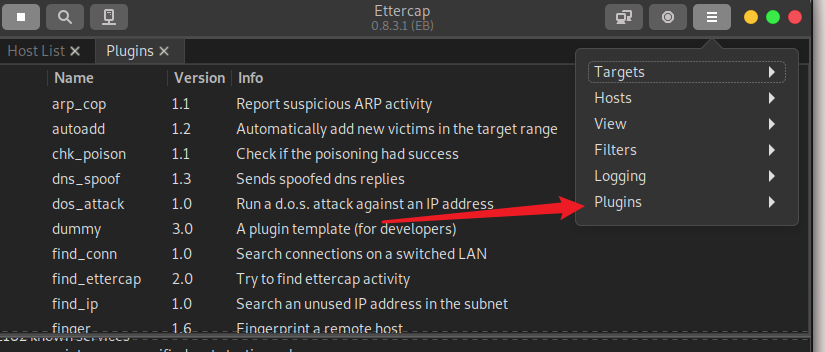 Ettercap
0.8.3.1 (EB)
Host List
Plugins
Name Version Info
arp_cop 1.1 Report suspicious ARP activity
autoadd 1.2 Automatically add new victims in the target range
chk_poison 1.1 Check if the poisoning had success
dns_spoof 1.3 Sends spoofed dns replies
dos_attack 1.0 Run a d.o.s. attack against an IP address
dummy 3.0 A plugin template (for developers)
find_conn 1.0 Search connections on a switched LAN
find_ettercap 2.0 Try to find ettercap activity
find_ip 1.0 Search an unused IP address in the subnet
finger 1.6 Fingerprint a remote host
known services
Targets
Hosts
View
Filters
Logging
Plugins